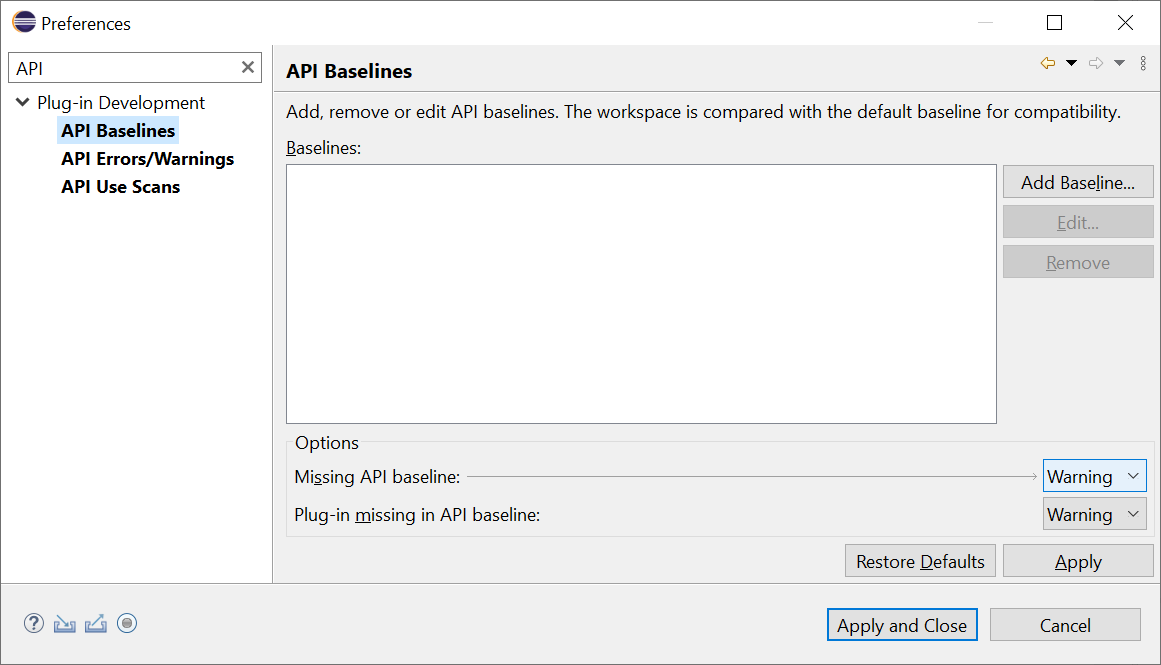 Preferences
API
Plug-in Development
API Baselines
API Errors/Warnings
API Use Scans
API Baselines
Add, remove or edit API baselines. The workspace is compared with the default baseline for compatibility.
Baselines:
Add Baseline...
Edit...
Remove
Options
Missing API baseline:
Warning
Plug-in missing in API baseline:
Warning
Restore Defaults
Apply
?
Apply and Close
Cancel